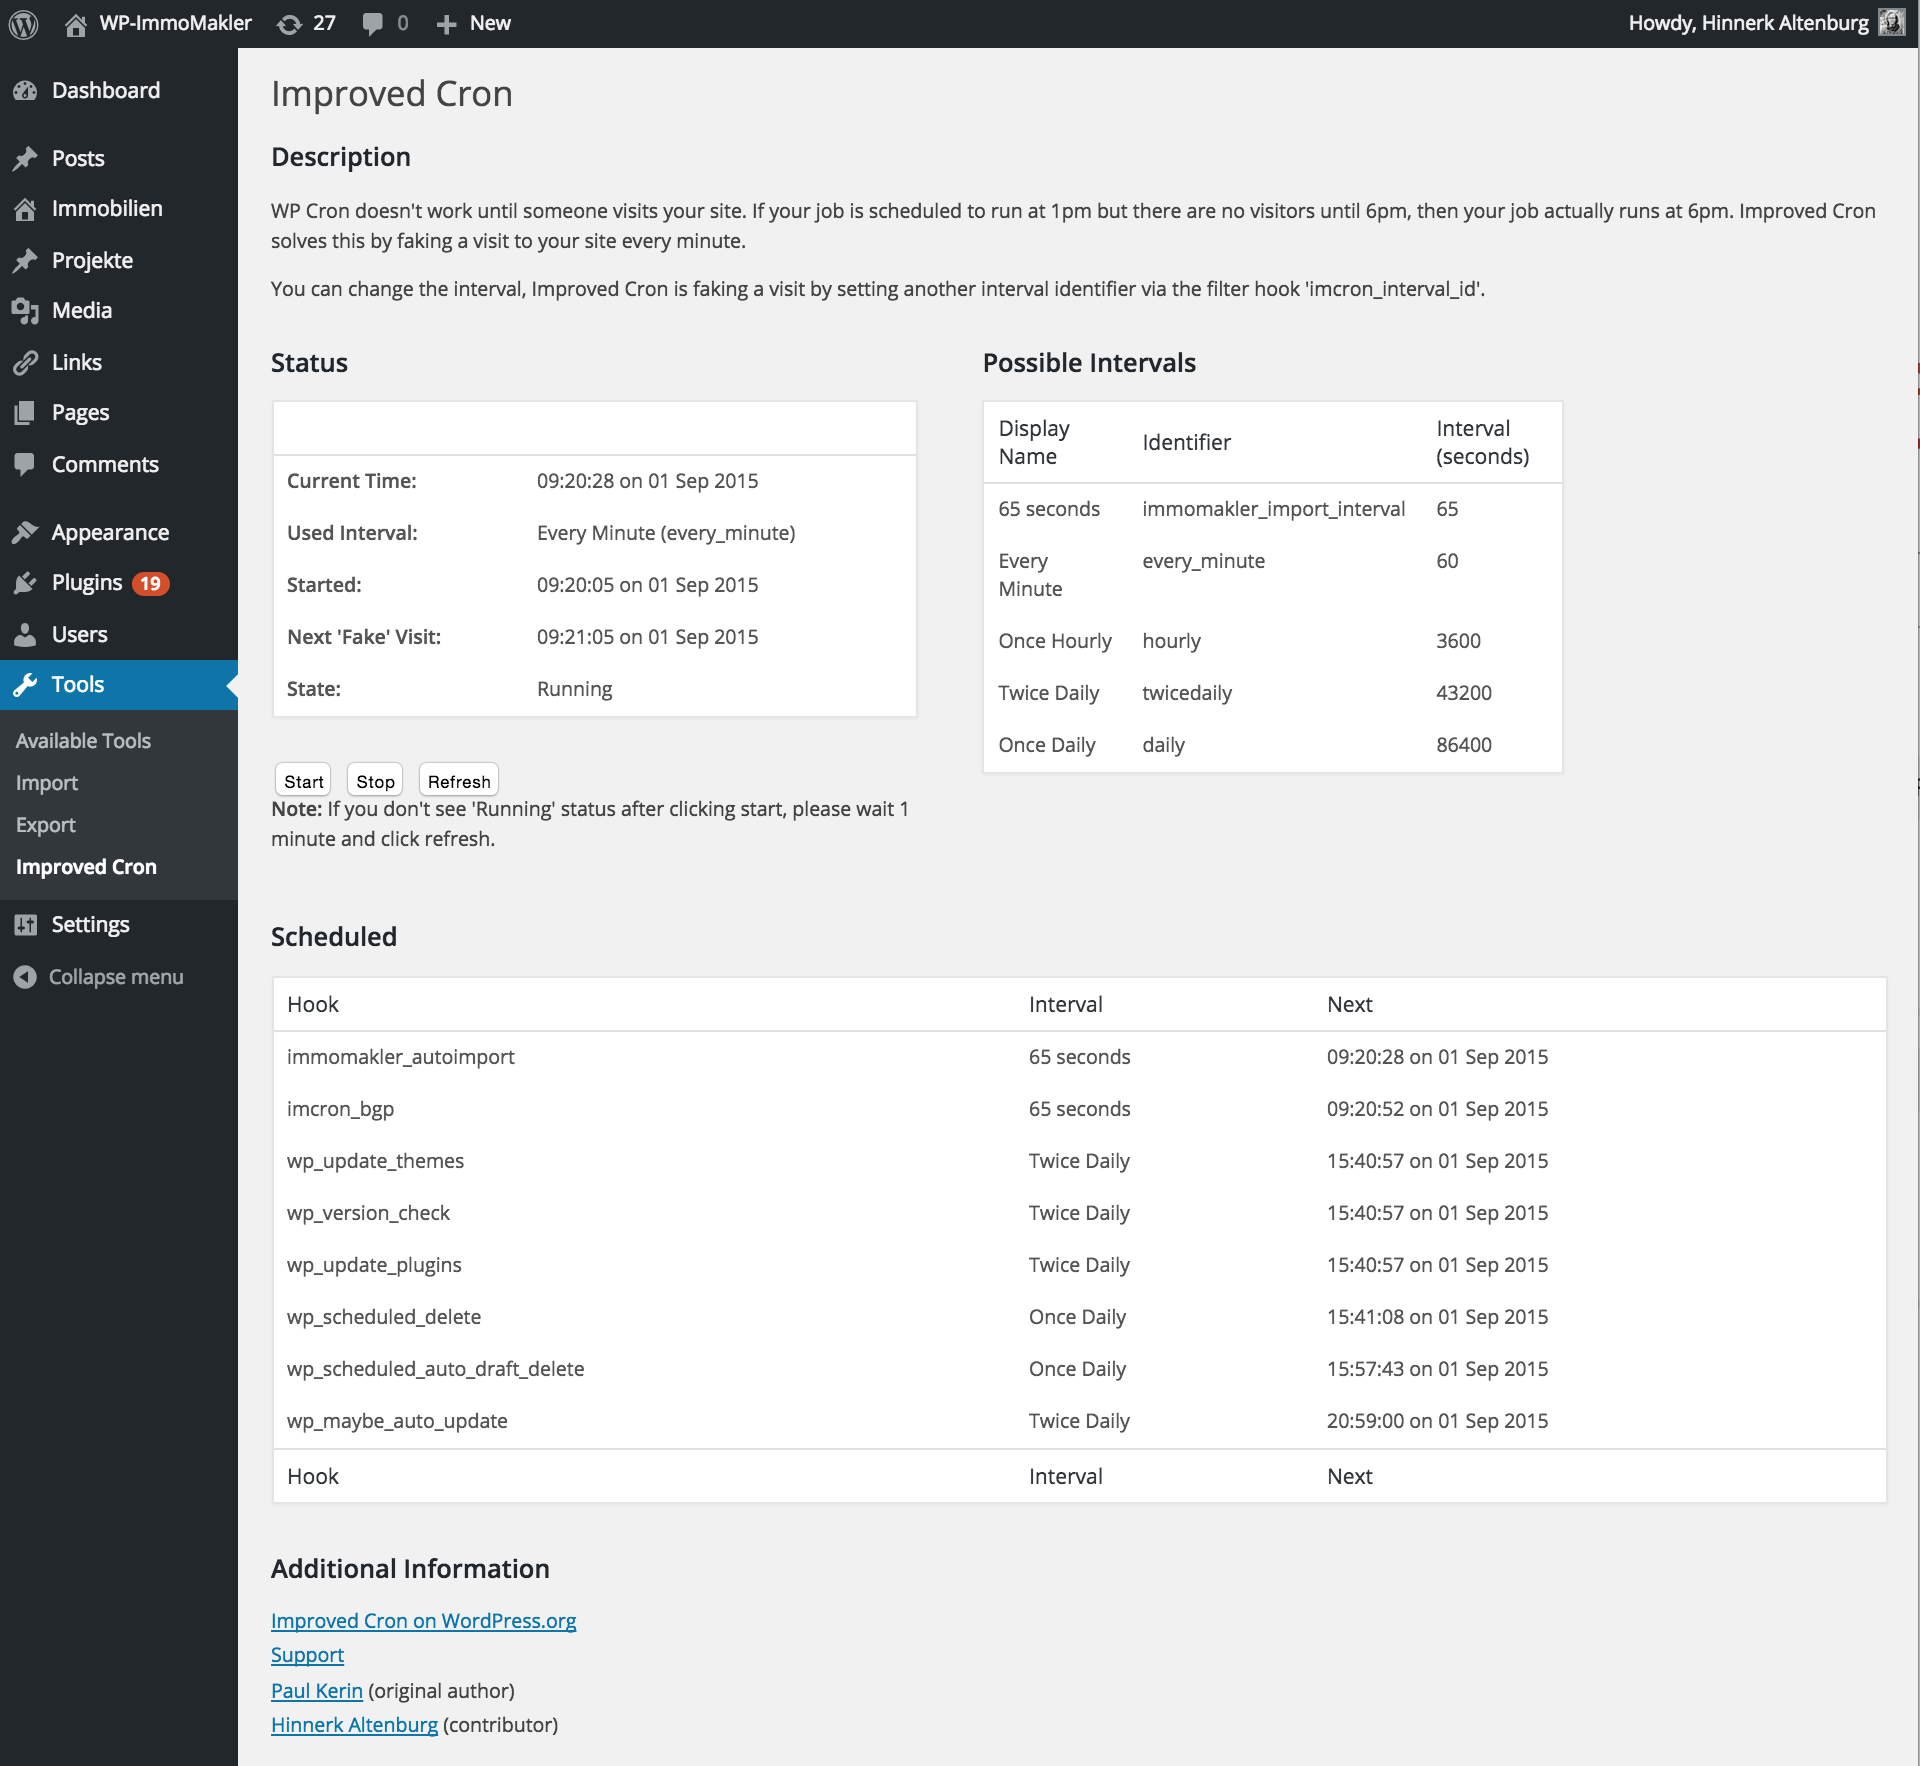 WP-ImmoMakler 27 0 New Howdy, Hinnerk Altenburg
Dashboard
Posts
Immobilien
Projekte
Media
Links
Pages
Comments
Appearance
Plugins 19
Users
Tools
Available Tools
Import
Export
Improved Cron
Settings
Collapse menu
Improved Cron
Description
WP Cron doesn't work until someone visits your site. If your job is scheduled to run at 1pm but there are no visitors until 6pm, then your job actually runs at 6pm. Improved Cron
solves this by faking a visit to your site every minute.
You can change the interval, Improved Cron is faking a visit by setting another interval identifier via the filter hook 'imcron_interval_id'.
Status
Current Time: 09:20:28 on 01 Sep 2015
Used Interval: Every Minute (every_minute)
Started: 09:20:05 on 01 Sep 2015
Next 'Fake' Visit: 09:21:05 on 01 Sep 2015
State: Running
Start Stop Refresh
Note: If you don't see 'Running' status after clicking start, please wait 1
minute and click refresh.
Possible Intervals
Display
Name Identifier Interval
(seconds)
65 seconds immomakler_import_interval 65
Every
Minute every_minute 60
Once Hourly hourly 3600
Twice Daily twicedaily 43200
Once Daily daily 86400
Scheduled
Hook Interval Next
immomakler_autoimport 65 seconds 09:20:28 on 01 Sep 2015
imcron_bgp 65 seconds 09:20:52 on 01 Sep 2015
wp_update_themes Twice Daily 15:40:57 on 01 Sep 2015
wp_version_check Twice Daily 15:40:57 on 01 Sep 2015
wp_update_plugins Twice Daily 15:40:57 on 01 Sep 2015
wp_scheduled_delete Once Daily 15:41:08 on 01 Sep 2015
wp_scheduled_auto_draft_delete Once Daily 15:57:43 on 01 Sep 2015
wp_maybe_auto_update Twice Daily 20:59:00 on 01 Sep 2015
Hook Interval Next
Additional Information
Improved Cron on WordPress.org
Support
Paul Kerin (original author)
Hinnerk Altenburg (contributor)